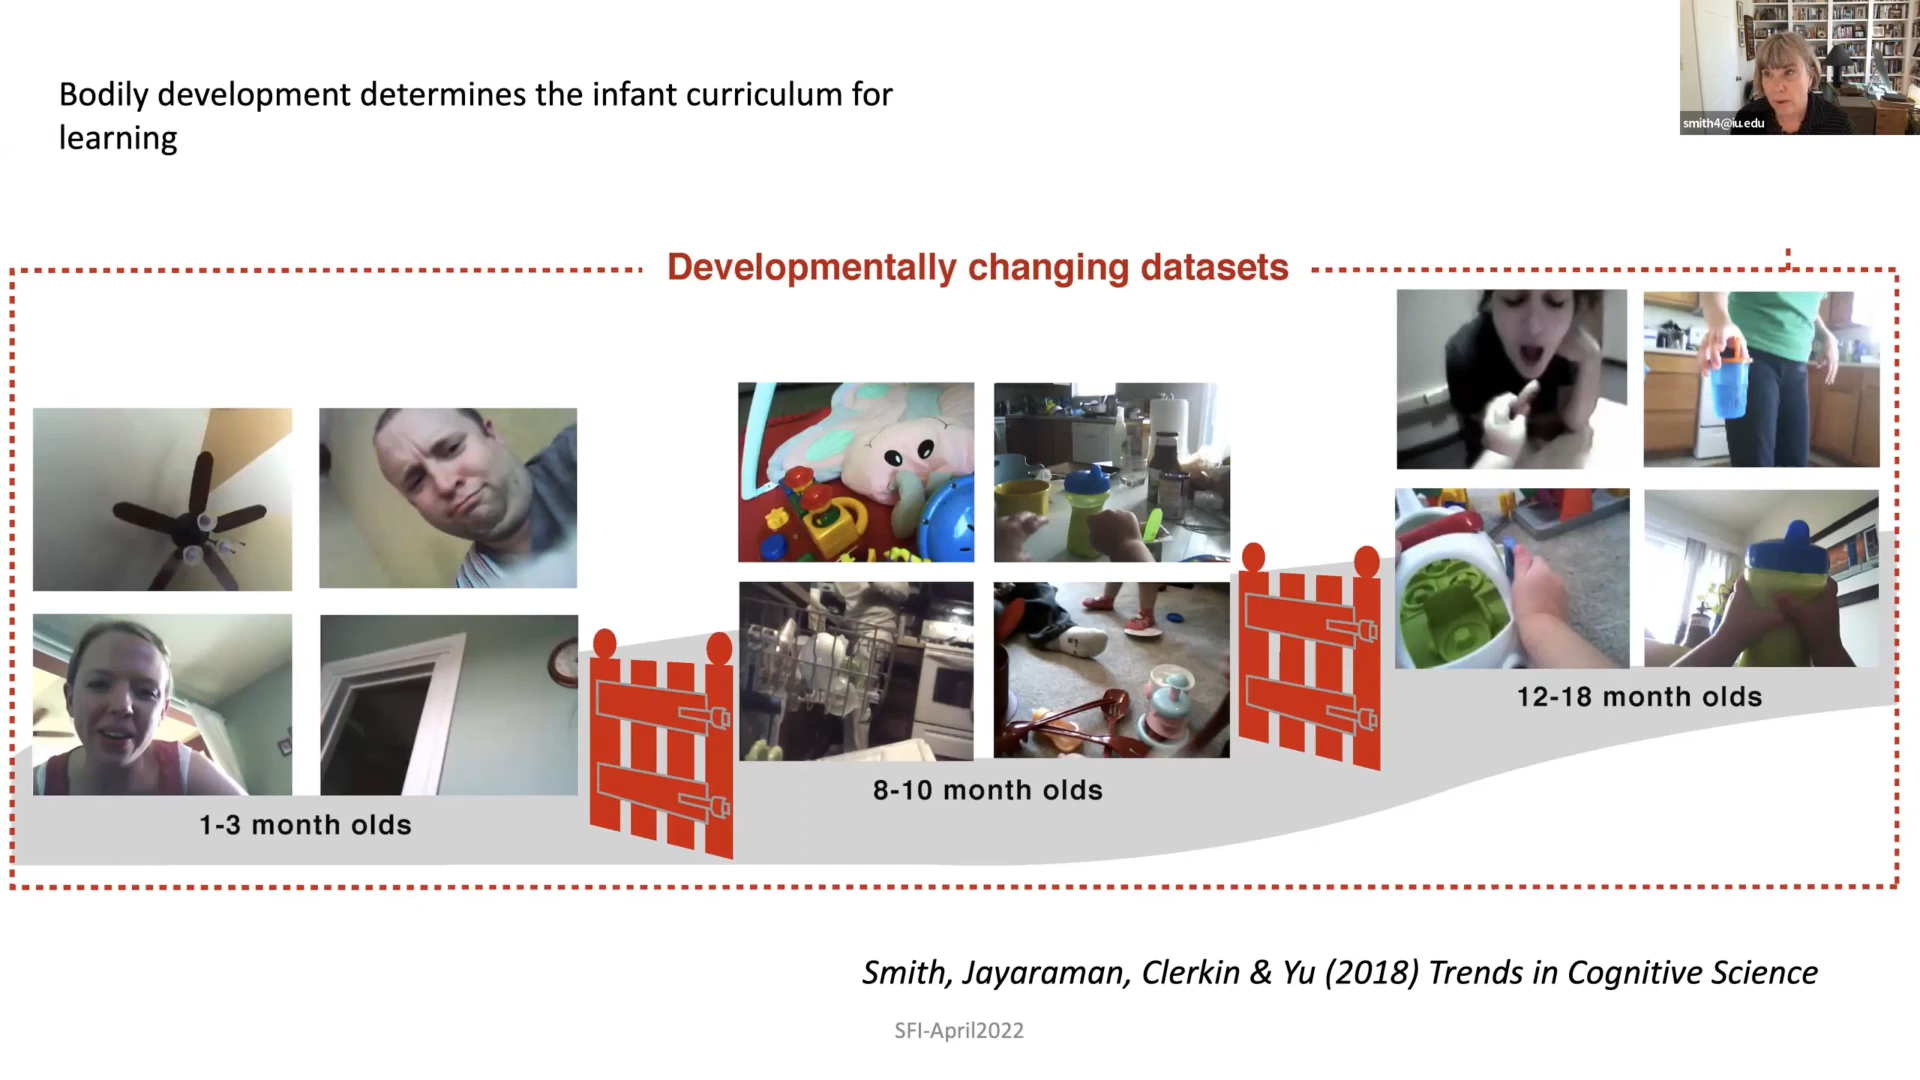 Bodily development determines the infant curriculum for
learning
smith4@iu.edu
Developmentally changing datasets
1-3 month olds
8-10 month olds
12-18 month olds
Smith, Jayaraman, Clerkin & Yu (2018) Trends in Cognitive Science
SFI-April2022